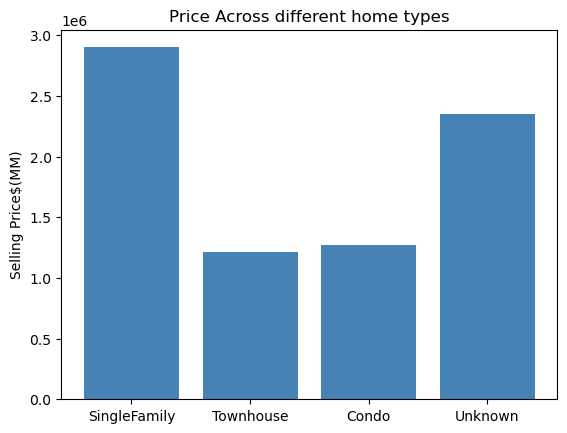 Price Across different home types
1e6
3.0
2.5
2.0
1.5
1.0
0.5
0.0
Selling Price$(MM)
SingleFamily Townhouse Condo Unknown